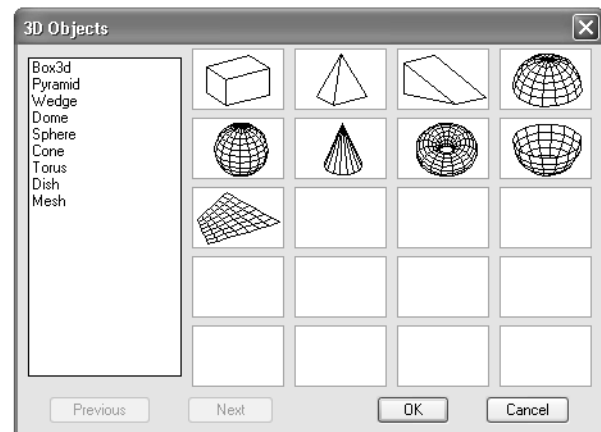 3D Objects
Box3d
Pyramid
Wedge
Dome
Sphere
Cone
Torus
Dish
Mesh
Previous Next OK Cancel